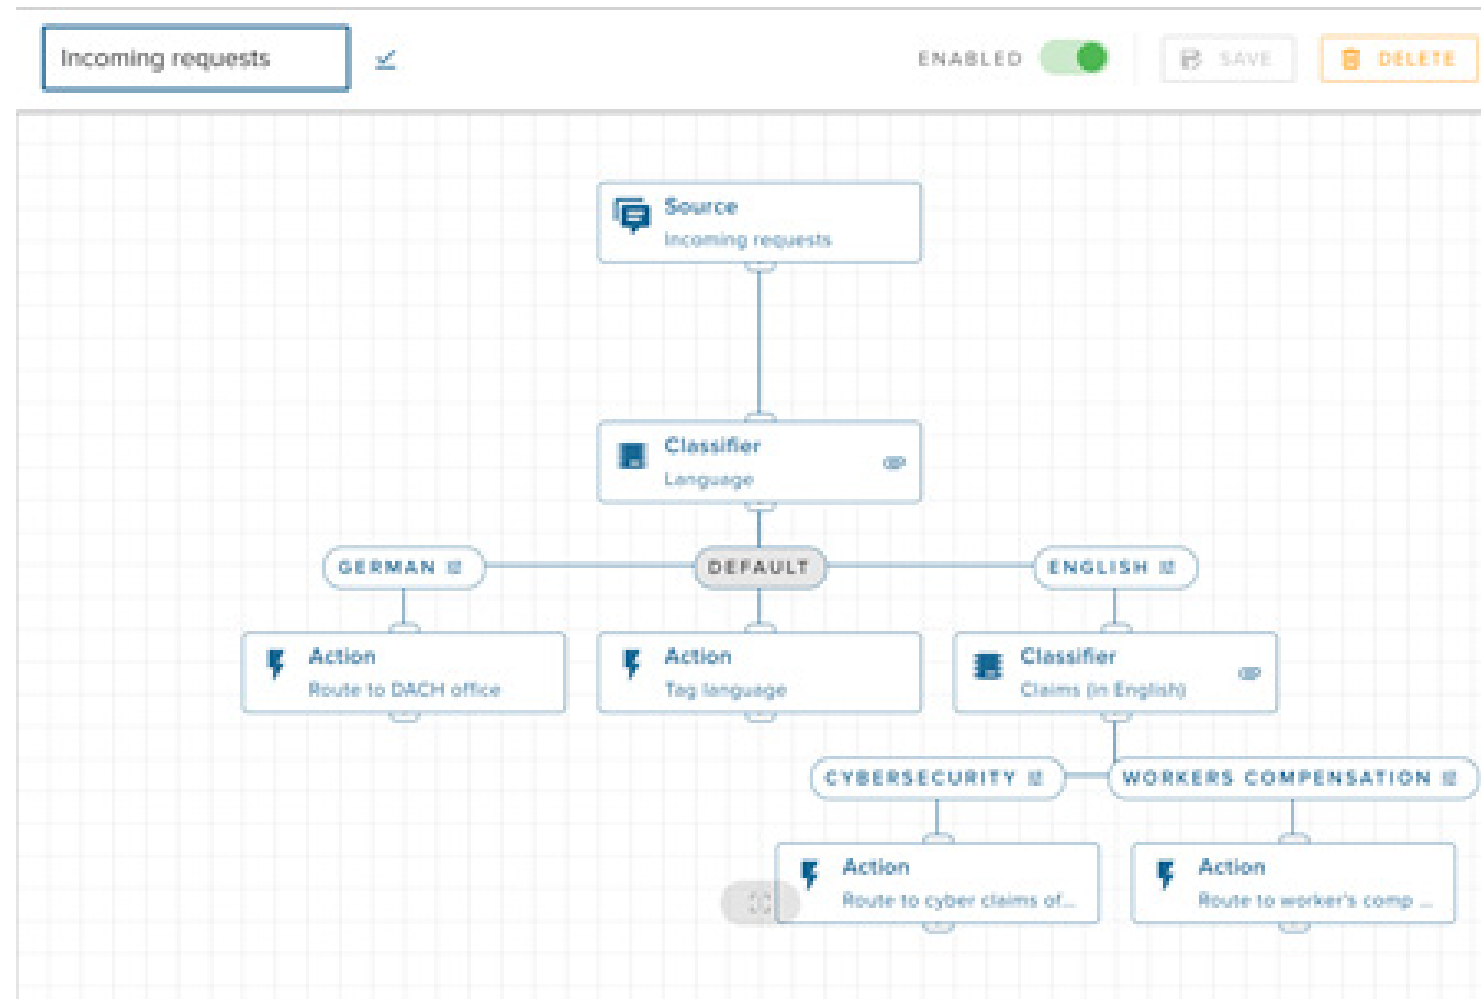 Incoming requests
ENABLED
SAVE
DELETE
Source
Incoming requests
Classifier
Language
GERMAN
DEFAULT
ENGLISH
Action
Route to DACH office
Action
Tag language
Classifier
Claims (in English)
CYBERSECURITY
WORKERS COMPENSATION
Action
Route to cyber claims of...
Action
Route to worker's comp ...